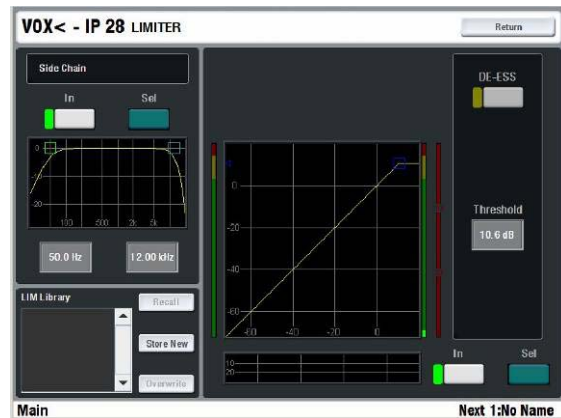 VOX< - IP 28 LIMITER
Return
Side Chain
In
Sel
0
-10
-20
100
500
2k
5k
50.0 Hz
12.00 kHz
LIM Library
Recall
Store New
Overwrite
DE-ESS
Threshold
10.6 dB
0
-20
-40
-60
-60
-40
-20
0
10
20
In
Sel
Main
Next 1:No Name